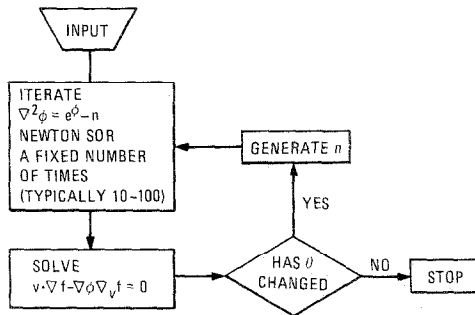 INPUT
ITERATE
∇²ϕ = e^ϕ–n
NEWTON SOR
A FIXED NUMBER
OF TIMES
(TYPICALLY 10-100)
GENERATE n
YES
SOLVE
v·∇f–∇ϕ∇ᵥf = 0
HAS θ
CHANGED
NO
STOP